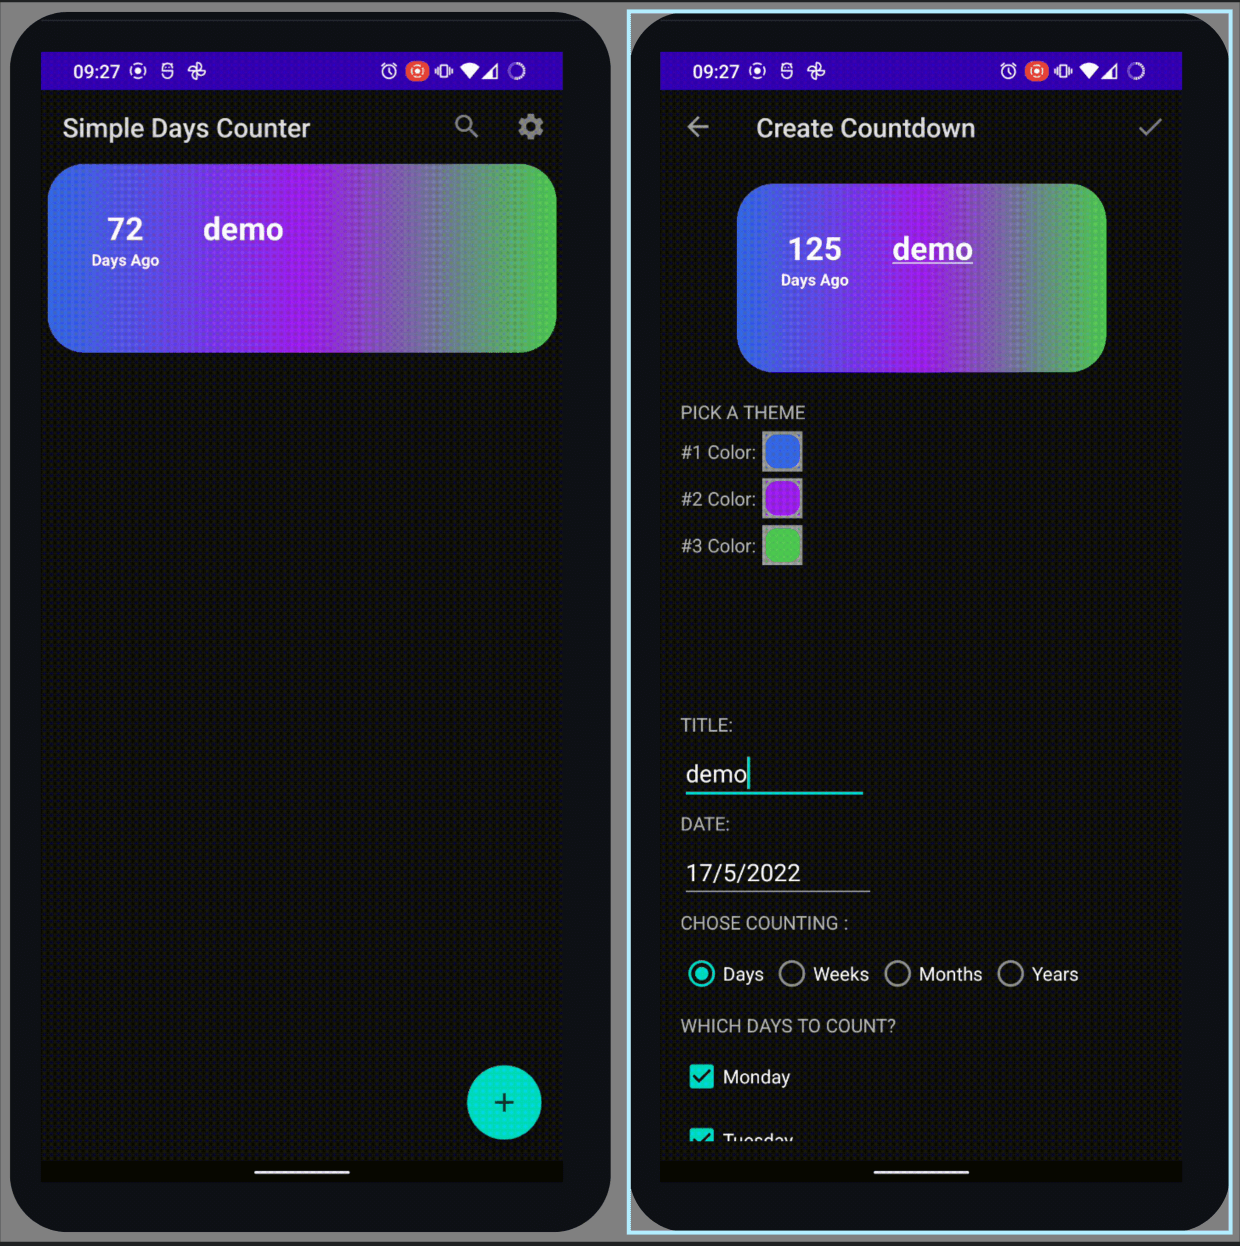 09:27
Simple Days Counter
72
demo
Days Ago
+
09:27
Create Countdown
125
demo
Days Ago
PICK A THEME
#1 Color:
#2 Color:
#3 Color:
TITLE:
demo
DATE:
17/5/2022
CHOSE COUNTING :
Days Weeks Months Years
WHICH DAYS TO COUNT?
Monday
Tuesday